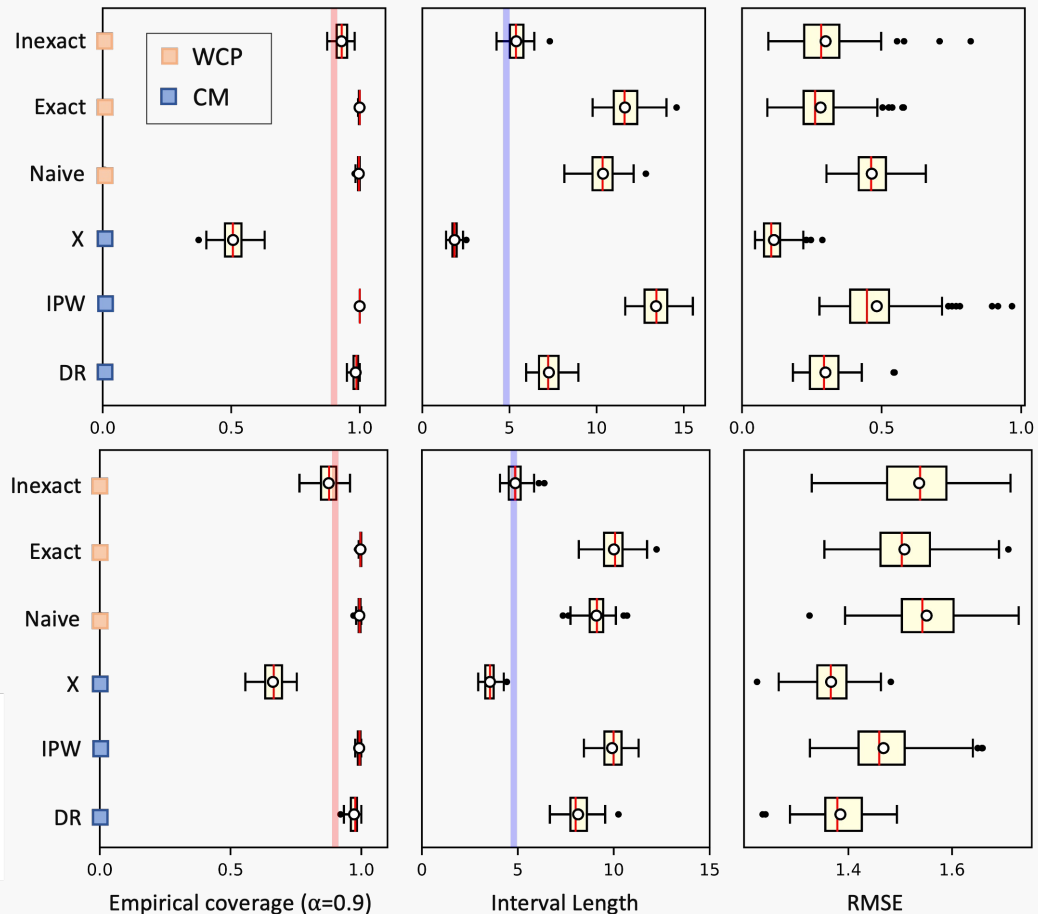 Inexact
WCP
CM
Exact
Naive
X
IPW
DR
0.0 0.5 1.0 0 5 10 15 0.0 0.5 1.0
Inexact
Exact
Naive
X
IPW
DR
0.0 0.5 1.0 0 5 10 15 1.4 1.6
Empirical coverage (α=0.9) Interval Length RMSE